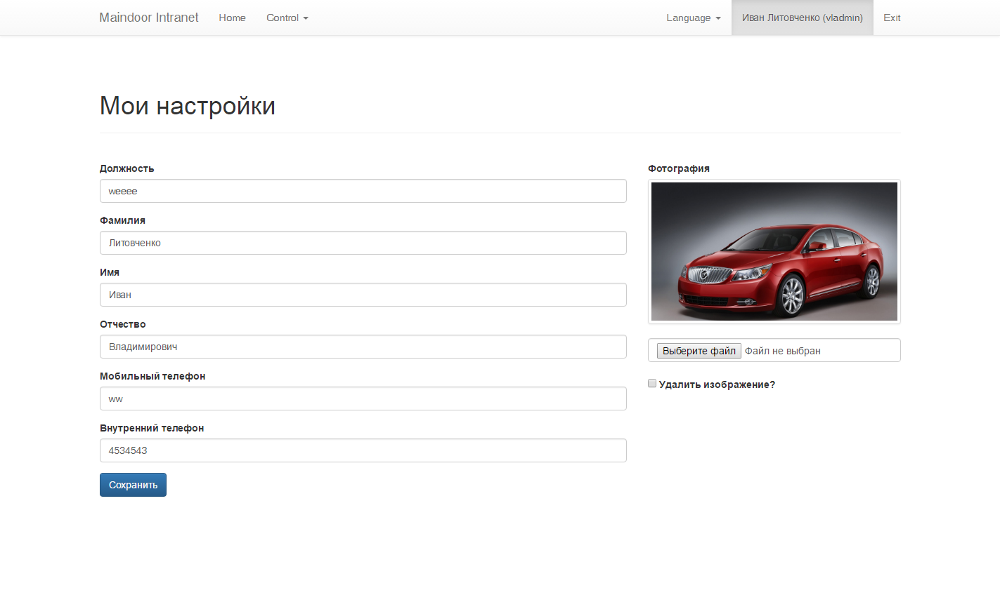 Maindoor Intranet Home Control Language Иван Литовченко (vladmin) Exit
Мои настройки
Должность
weeee
Фамилия
Литовченко
Имя
Иван
Отчество
Владимирович
Мобильный телефон
ww
Внутренний телефон
4534543
Сохранить
Фотография
Выберите файл Файл не выбран
Удалить изображение?